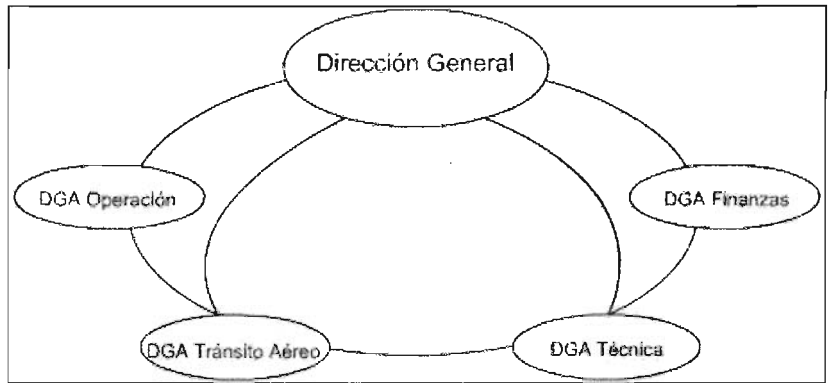 Dirección General
DGA Operación
DGA Finanzas
DGA Tránsito Aéreo
DGA Técnica